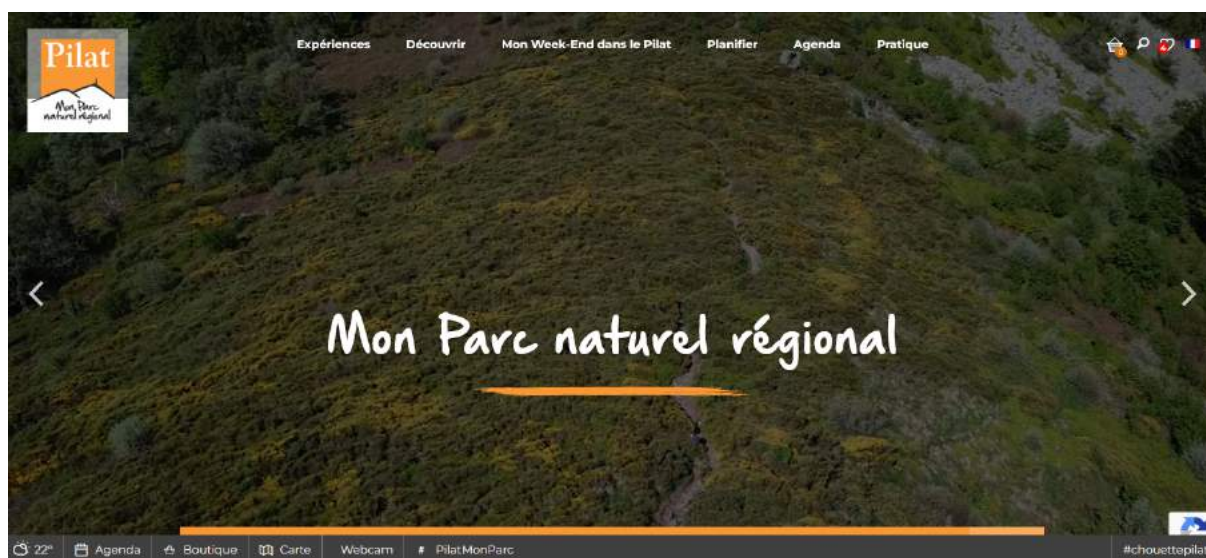 Pilat
Mon Parc
naturel régional
Expériences
Découvrir
Mon Week-End dans le Pilat
Planifier
Agenda
Pratique
0
Mon Parc naturel régional
22°
Agenda
Boutique
Carte
Webcam
# PilatMonParc
#chouettepilat